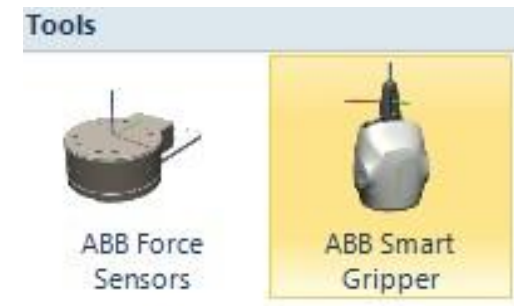 Tools
ABB Force
Sensors
ABB Smart
Gripper